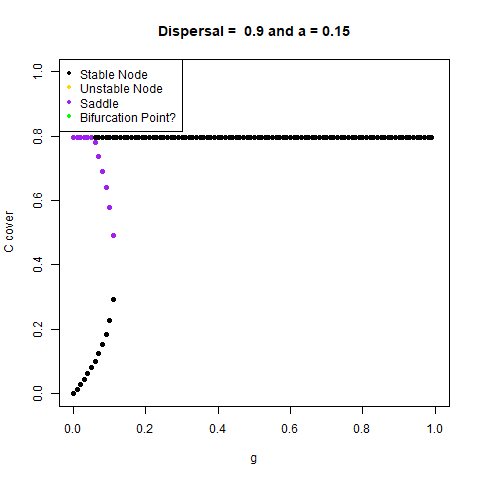 Dispersal = 0.9 and a = 0.15
Stable Node
Unstable Node
Saddle
Bifurcation Point?
C cover
1.0
0.8
0.6
0.4
0.2
0.0
0.0 0.2 0.4 0.6 0.8 1.0
g